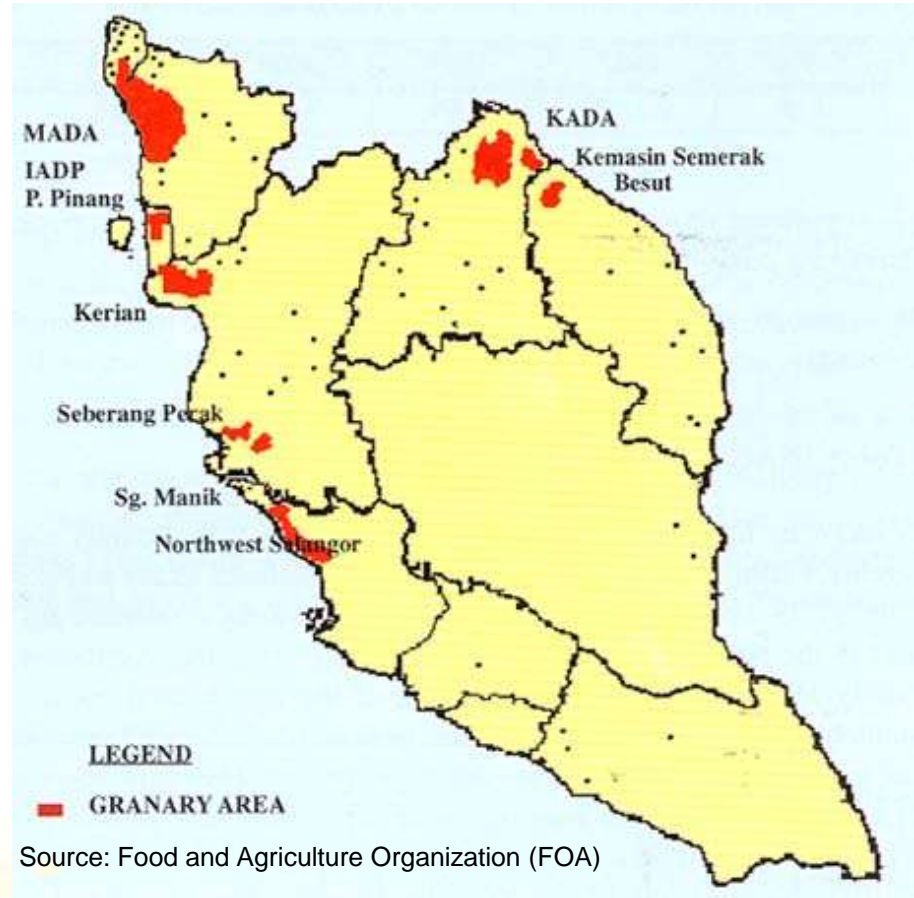 MADA
IADP
P. Pinang
Kerian
Seberang Perak
Sg. Manik
Northwest Salangor
KADA
Kemasin Semerak
Besut
LEGEND
GRANARY AREA
Source: Food and Agriculture Organization (FOA)